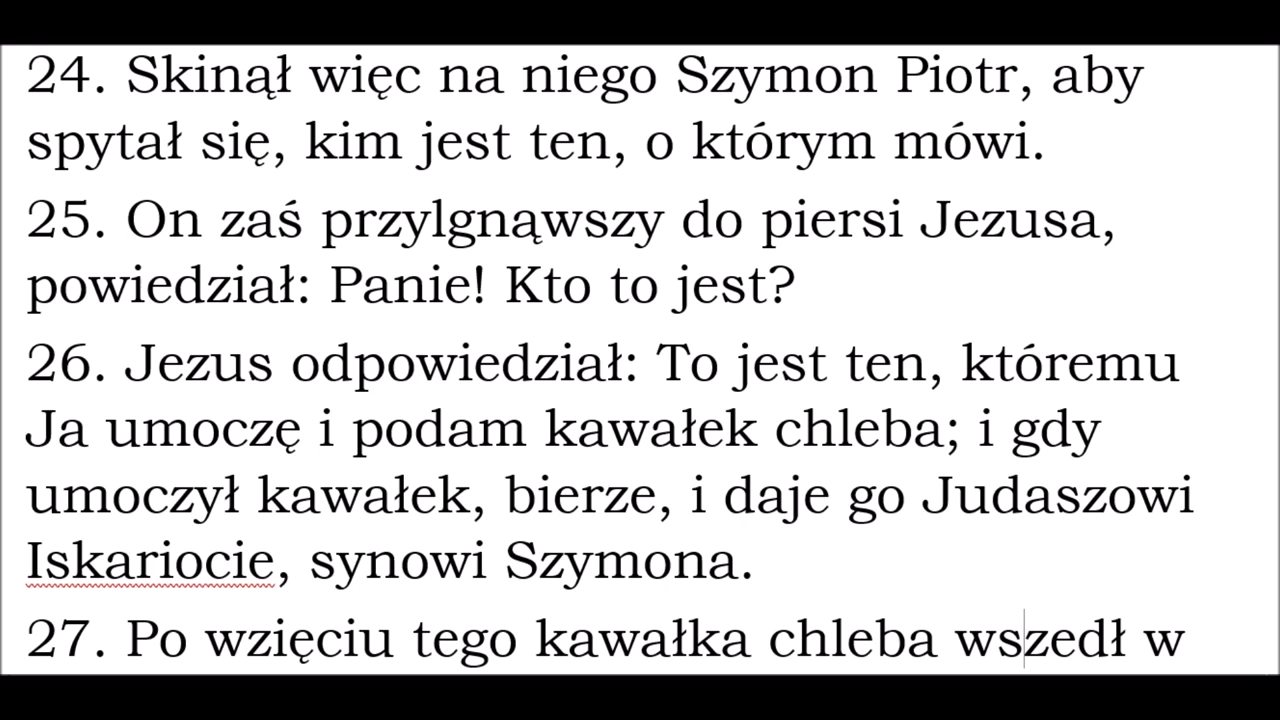 24. Skinął więc na niego Szymon Piotr, aby
spytał się, kim jest ten, o którym mówi.
25. On zaś przylgnąwszy do piersi Jezusa,
powiedział: Panie! Kto to jest?
26. Jezus odpowiedział: To jest ten, któremu
Ja umoczę i podam kawałek chleba; i gdy
umoczył kawałek, bierze, i daje go Judaszowi
Iskariocie, synowi Szymona.
27. Po wzięciu tego kawałka chleba wszedł w